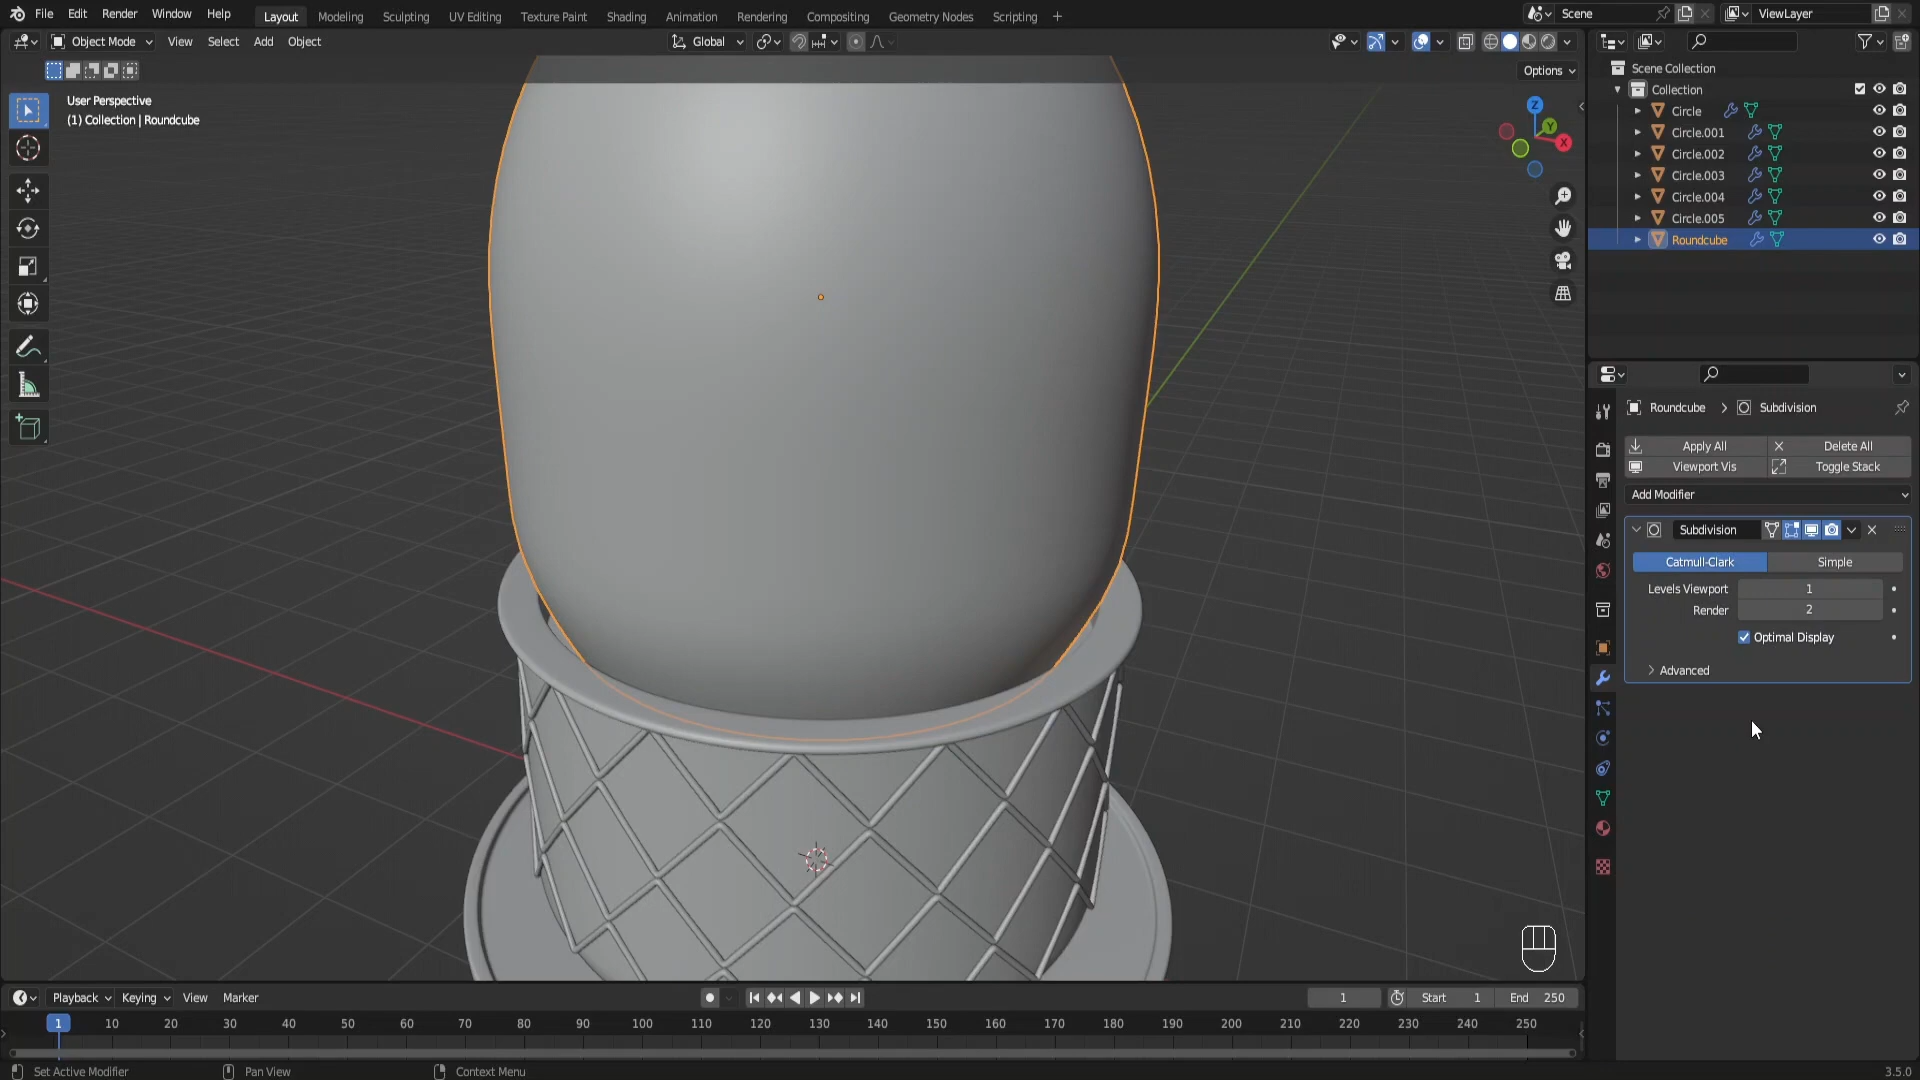 File Edit Render Window Help Layout Modeling Sculpting UV Editing Texture Paint Shading Animation Rendering Compositing Geometry Nodes Scripting + Scene ViewLayer
Object Mode View Select Add Object Global
Options
User Perspective
(1) Collection | Roundcube
Z
Y
X
Scene Collection
Collection
Circle
Circle.001
Circle.002
Circle.003
Circle.004
Circle.005
Roundcube
Roundcube > Subdivision
Apply All Delete All
Viewport Vis Toggle Stack
Add Modifier
Subdivision
Catmull-Clark Simple
Levels Viewport 1
Render 2
Optimal Display
Advanced
Playback Keying View Marker 1 Start 1 End 250
1 10 20 30 40 50 60 70 80 90 100 110 120 130 140 150 160 170 180 190 200 210 220 230 240 250
Set Active Modifier Pan View Context Menu 3.5.0